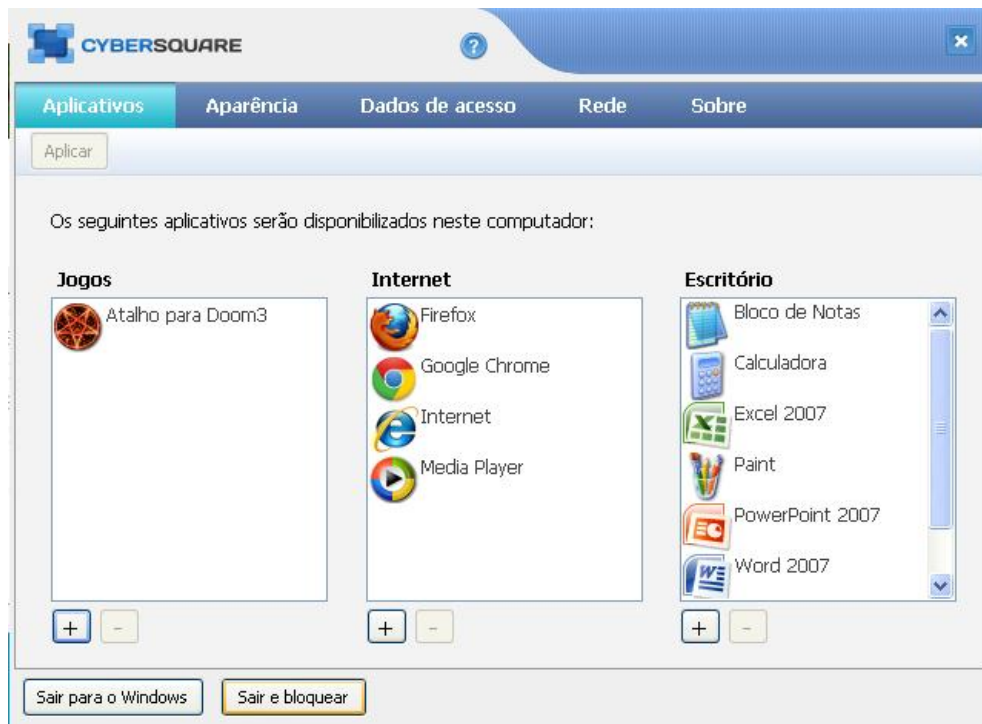 CYBERSQUARE
?
Aplicativos Aparência Dados de acesso Rede Sobre
Aplicar
Os seguintes aplicativos serão disponibilizados neste computador:
Jogos
Atalho para Doom3
+ -
Internet
Firefox
Google Chrome
Internet
Media Player
+ -
Escritório
Bloco de Notas
Calculadora
Excel 2007
Paint
PowerPoint 2007
Word 2007
+ -
Sair para o Windows Sair e bloquear